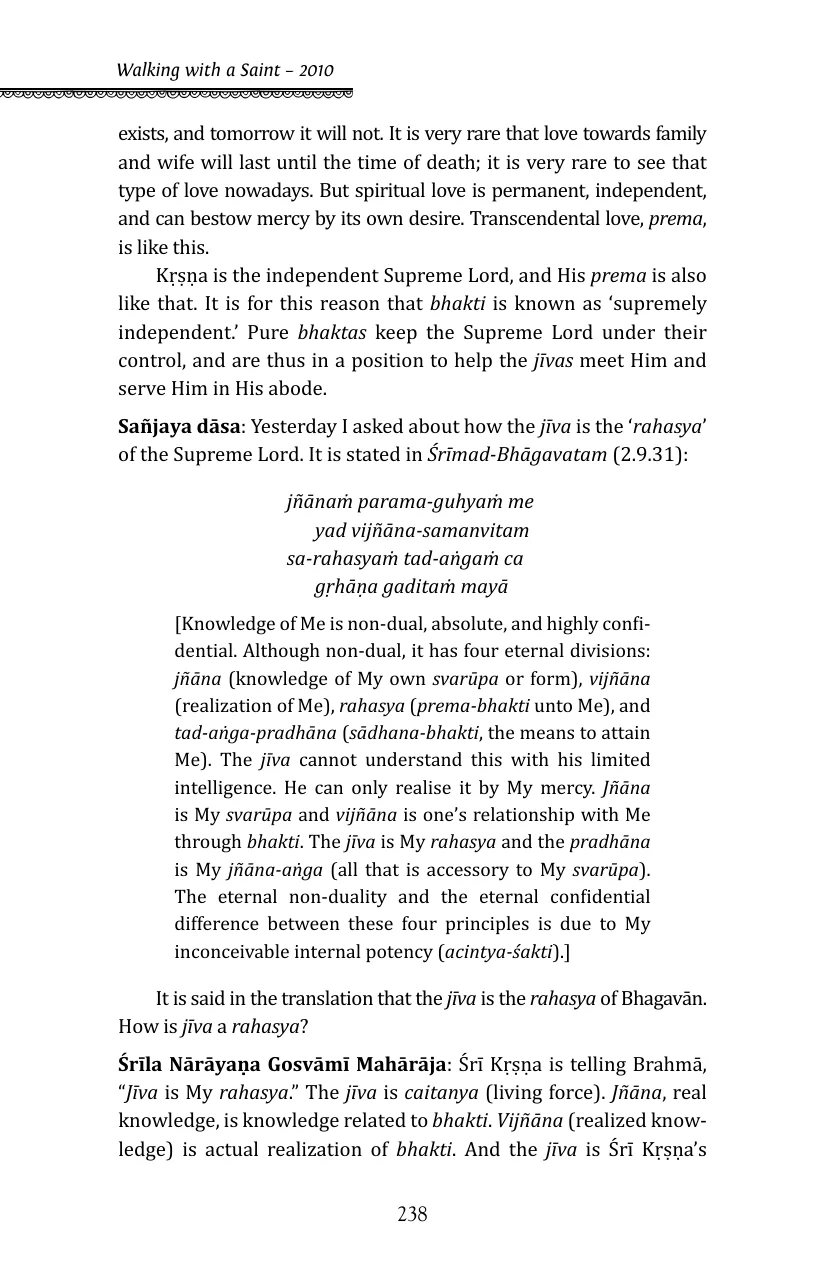 Walking with a Saint – 2010
exists, and tomorrow it will not. It is very rare that love towards family
and wife will last until the time of death; it is very rare to see that
type of love nowadays. But spiritual love is permanent, independent,
and can bestow mercy by its own desire. Transcendental love, prema,
is like this.
Kṛṣṇa is the independent Supreme Lord, and His prema is also
like that. It is for this reason that bhakti is known as ‘supremely
independent.’ Pure bhaktas keep the Supreme Lord under their
control, and are thus in a position to help the jīvas meet Him and
serve Him in His abode.
Sañjaya dāsa: Yesterday I asked about how the jīva is the ‘rahasya’
of the Supreme Lord. It is stated in Śrīmad-Bhāgavatam (2.9.31):
jñānaṁ parama-guhyaṁ me
yad vijñāna-samanvitam
sa-rahasyaṁ tad-aṅgaṁ ca
gṛhāṇa gaditaṁ mayā
[Knowledge of Me is non-dual, absolute, and highly confi-
dential. Although non-dual, it has four eternal divisions:
jñāna (knowledge of My own svarūpa or form), vijñāna
(realization of Me), rahasya (prema-bhakti unto Me), and
tad-aṅga-pradhāna (sādhana-bhakti, the means to attain
Me). The jīva cannot understand this with his limited
intelligence. He can only realise it by My mercy. Jñāna
is My svarūpa and vijñāna is one’s relationship with Me
through bhakti. The jīva is My rahasya and the pradhāna
is My jñāna-aṅga (all that is accessory to My svarūpa).
The eternal non-duality and the eternal confidential
difference between these four principles is due to My
inconceivable internal potency (acintya-śakti).]
It is said in the translation that the jīva is the rahasya of Bhagavān.
How is jīva a rahasya?
Śrīla Nārāyaṇa Gosvāmī Mahārāja: Śrī Kṛṣṇa is telling Brahmā,
“Jīva is My rahasya.” The jīva is caitanya (living force). Jñāna, real
knowledge, is knowledge related to bhakti. Vijñāna (realized know-
ledge) is actual realization of bhakti. And the jīva is Śrī Kṛṣṇa’s
238